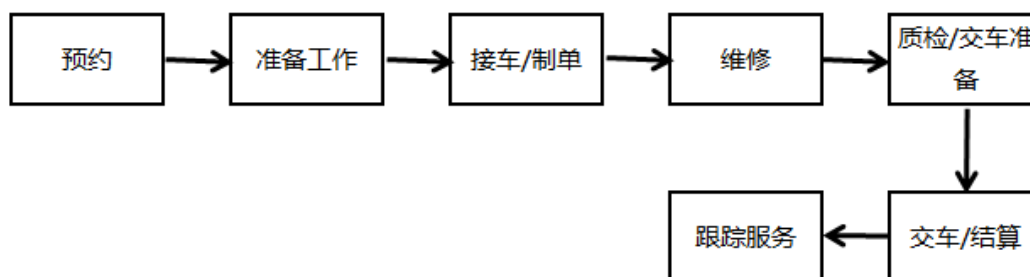 预约
准备工作
接车/制单
维修
质检/交车准
备
跟踪服务
交车/结算